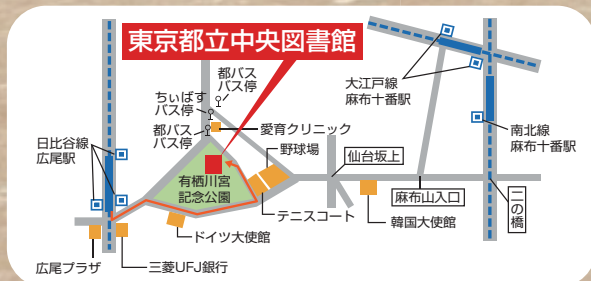 東京都立中央図書館
都バス
バス停
ちぃばす
バス停
都バス
バス停
愛育クリニック
大江戸線
麻布十番駅
南北線
麻布十番駅
日比谷線
広尾駅
野球場
仙台坂上
有栖川宮
記念公園
麻布山入口
二の橋
テニスコート
韓国大使館
ドイツ大使館
広尾プラザ
三菱UFJ銀行